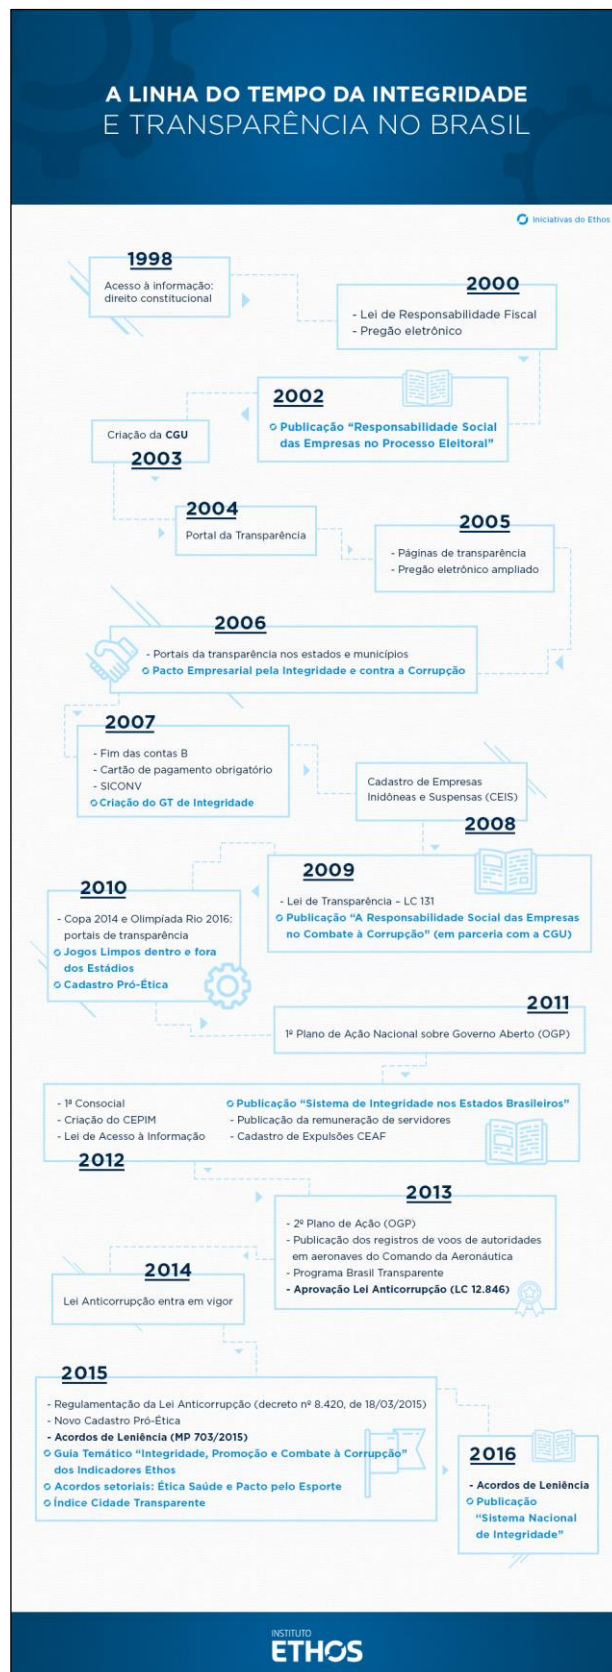 A LINHA DO TEMPO DA INTEGRIDADE
E TRANSPARÊNCIA NO BRASIL
Iniciativas do Ethos
1998
Acesso à informação:
direito constitucional
2000
- Lei de Responsabilidade Fiscal
- Pregão eletrônico
2002
Publicação “Responsabilidade Social
das Empresas no Processo Eleitoral”
Criação da CGU
2003
2004
Portal da Transparência
2005
- Páginas de transparência
- Pregão eletrônico ampliado
2006
- Portais da transparência nos estados e municípios
Pacto Empresarial pela Integridade e contra a Corrupção
2007
- Fim das contas B
- Cartão de pagamento obrigatório
- SICONV
Criação do GT de Integridade
Cadastro de Empresas
Inidôneas e Suspensas (CEIS)
2008
2009
- Lei de Transparência – LC 131
Publicação “A Responsabilidade Social das Empresas
no Combate à Corrupção” (em parceria com a CGU)
2010
- Copa 2014 e Olimpíada Rio 2016:
portais de transparência
Jogos Limpos dentro e fora
dos Estádios
Cadastro Pró-Ética
2011
1º Plano de Ação Nacional sobre Governo Aberto (OGP)
- 1ª Consocial
- Criação do CEPIM
- Lei de Acesso à Informação
Publicação “Sistema de Integridade nos Estados Brasileiros”
- Publicação da remuneração de servidores
- Cadastro de Expulsões CEAF
2012
2013
- 2º Plano de Ação (OGP)
- Publicação dos registros de voos de autoridades
em aeronaves do Comando da Aeronáutica
- Programa Brasil Transparente
- Aprovação Lei Anticorrupção (LC 12.846)
2014
Lei Anticorrupção entra em vigor
2015
- Regulamentação da Lei Anticorrupção (decreto nº 8.420, de 18/03/2015)
- Novo Cadastro Pró-Ética
- Acordos de Leniência (MP 703/2015)
Guia Temático “Integridade, Promoção e Combate à Corrupção”
dos Indicadores Ethos
Acordos setoriais: Ética Saúde e Pacto pelo Esporte
Índice Cidade Transparente
2016
- Acordos de Leniência
Publicação
“Sistema Nacional
de Integridade”
INSTITUTO
ETHOS